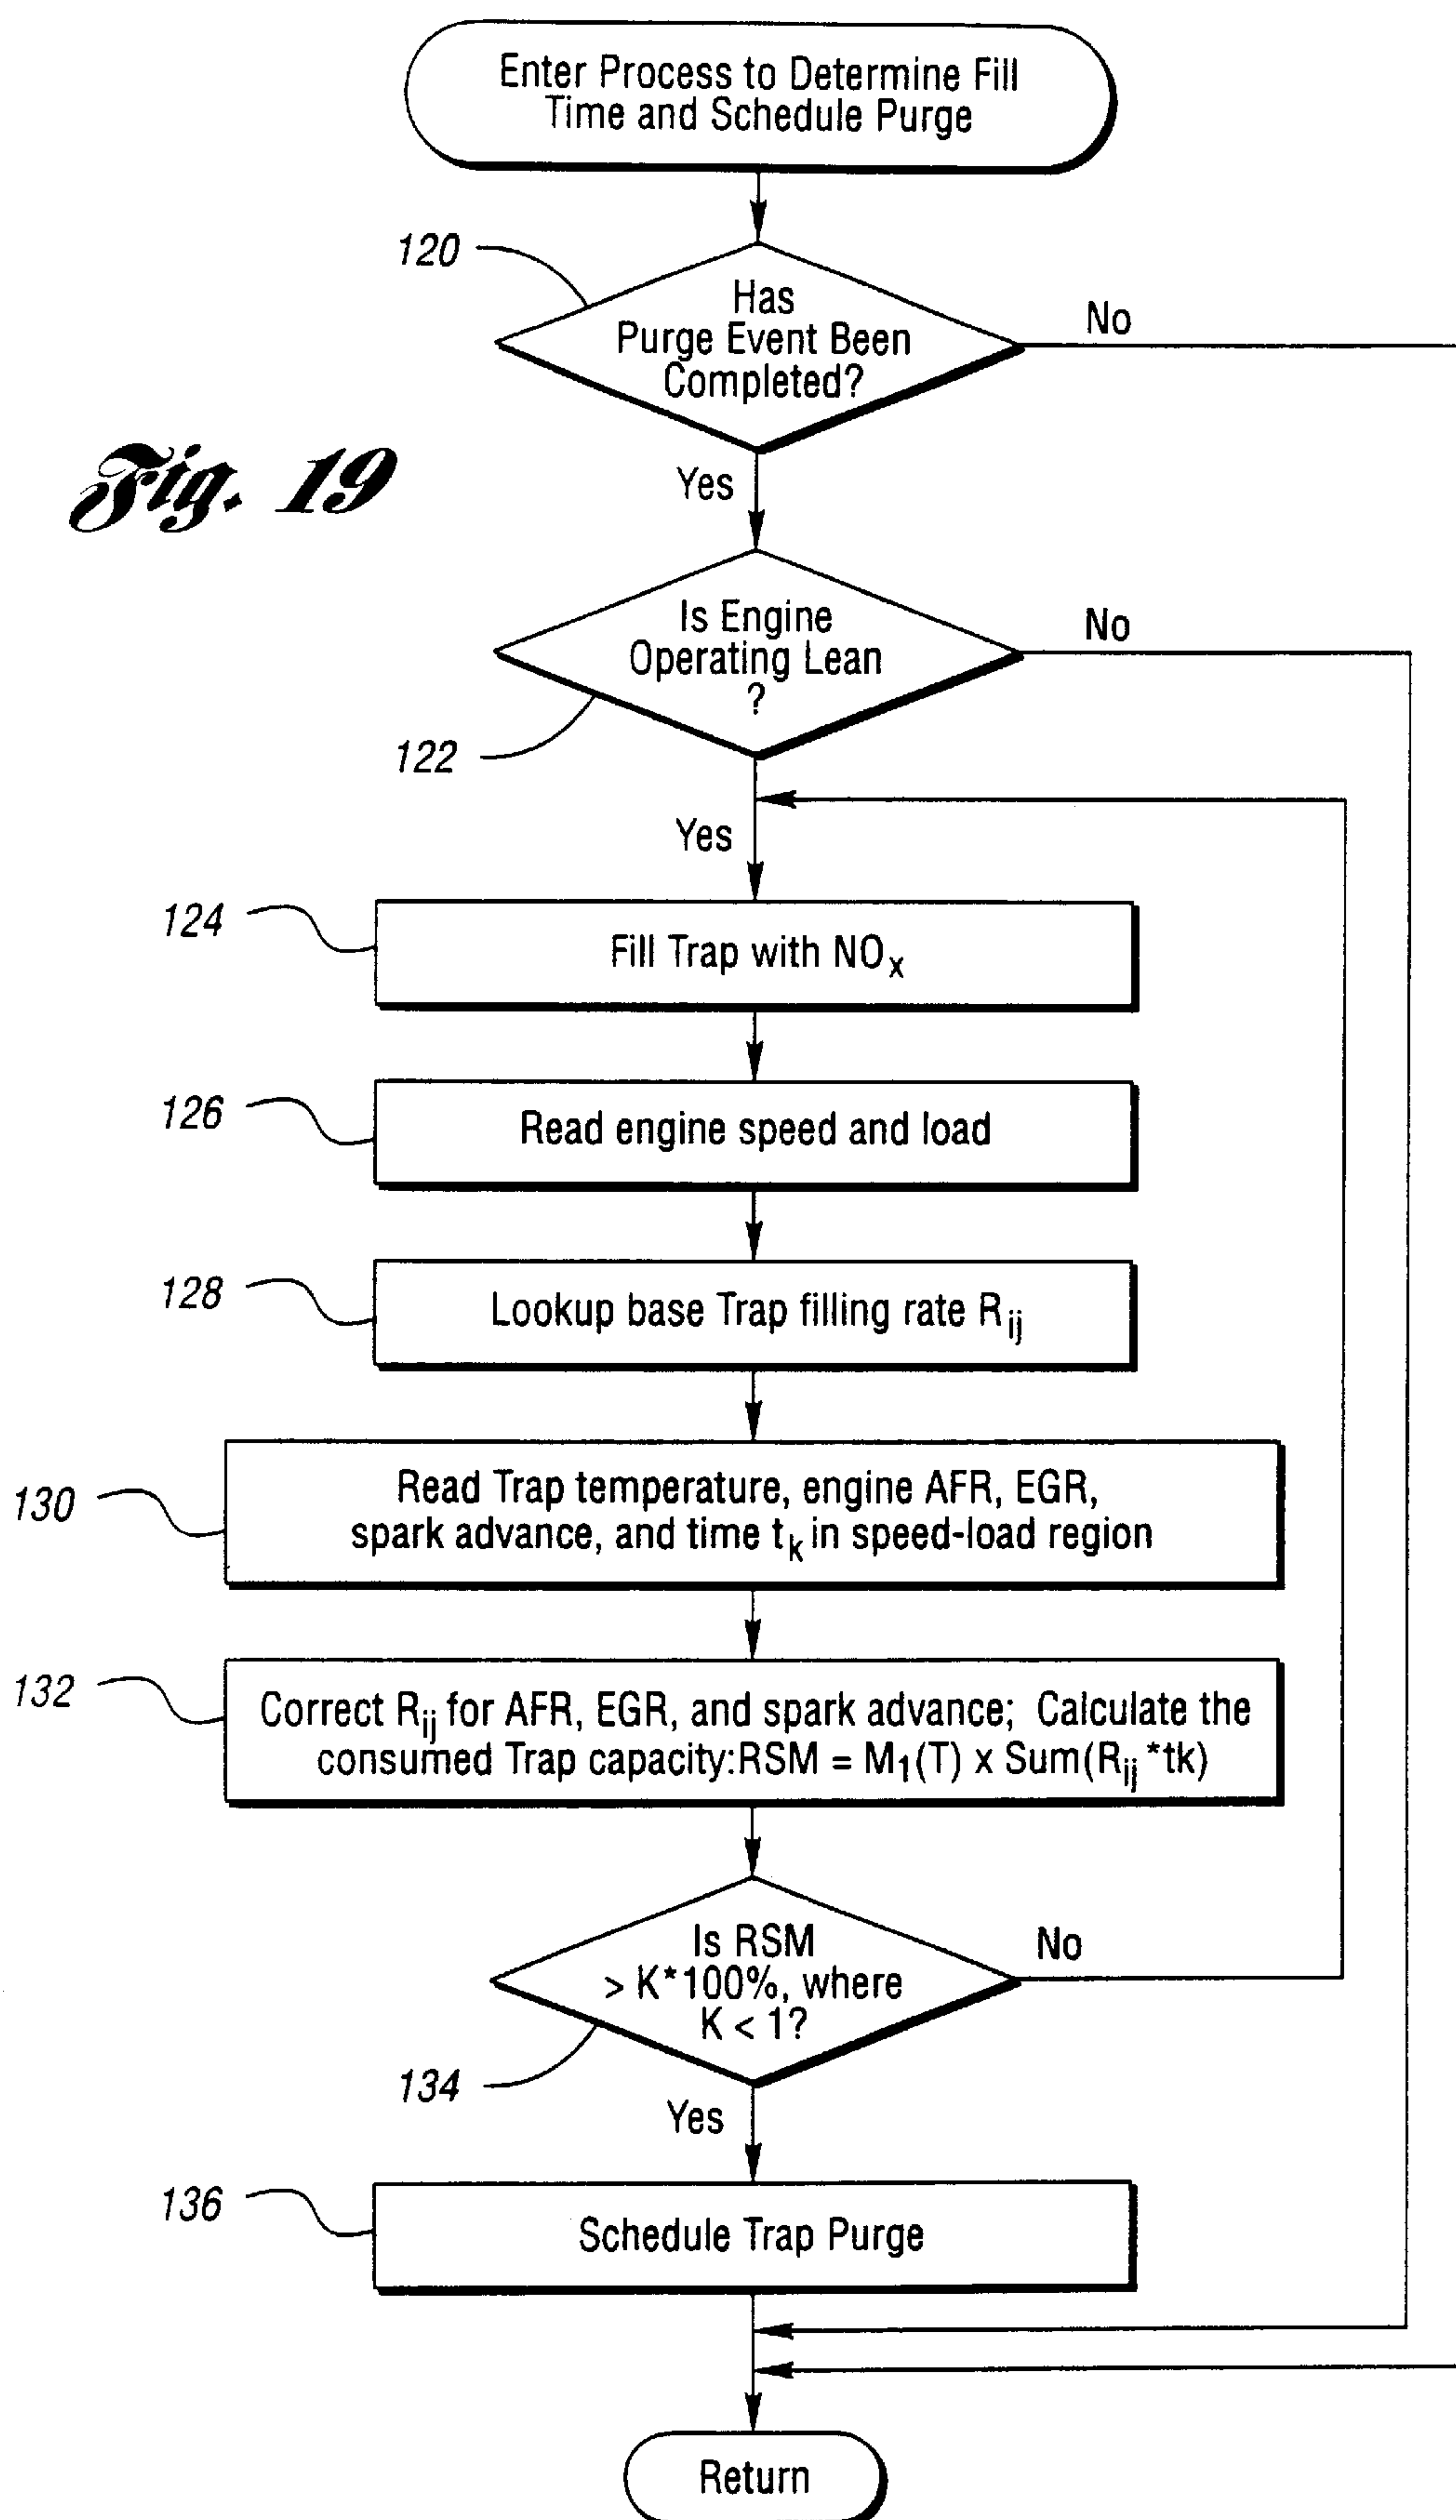 Enter Process to Determine Fill
Time and Schedule Purge
120
Has
Purge Event Been
Completed?
No
Fig. 19
Yes
Is Engine
Operating Lean
?
No
122
Yes
124
Fill Trap with NOx
126
Read engine speed and load
128
Lookup base Trap filling rate Rij
130
Read Trap temperature, engine AFR, EGR,
spark advance, and time tk in speed-load region
132
Correct Rij for AFR, EGR, and spark advance; Calculate the
consumed Trap capacity:RSM = M1(T) x Sum(Rij*tk)
Is RSM
> K*100%, where
K < 1?
No
134
Yes
136
Schedule Trap Purge
Return